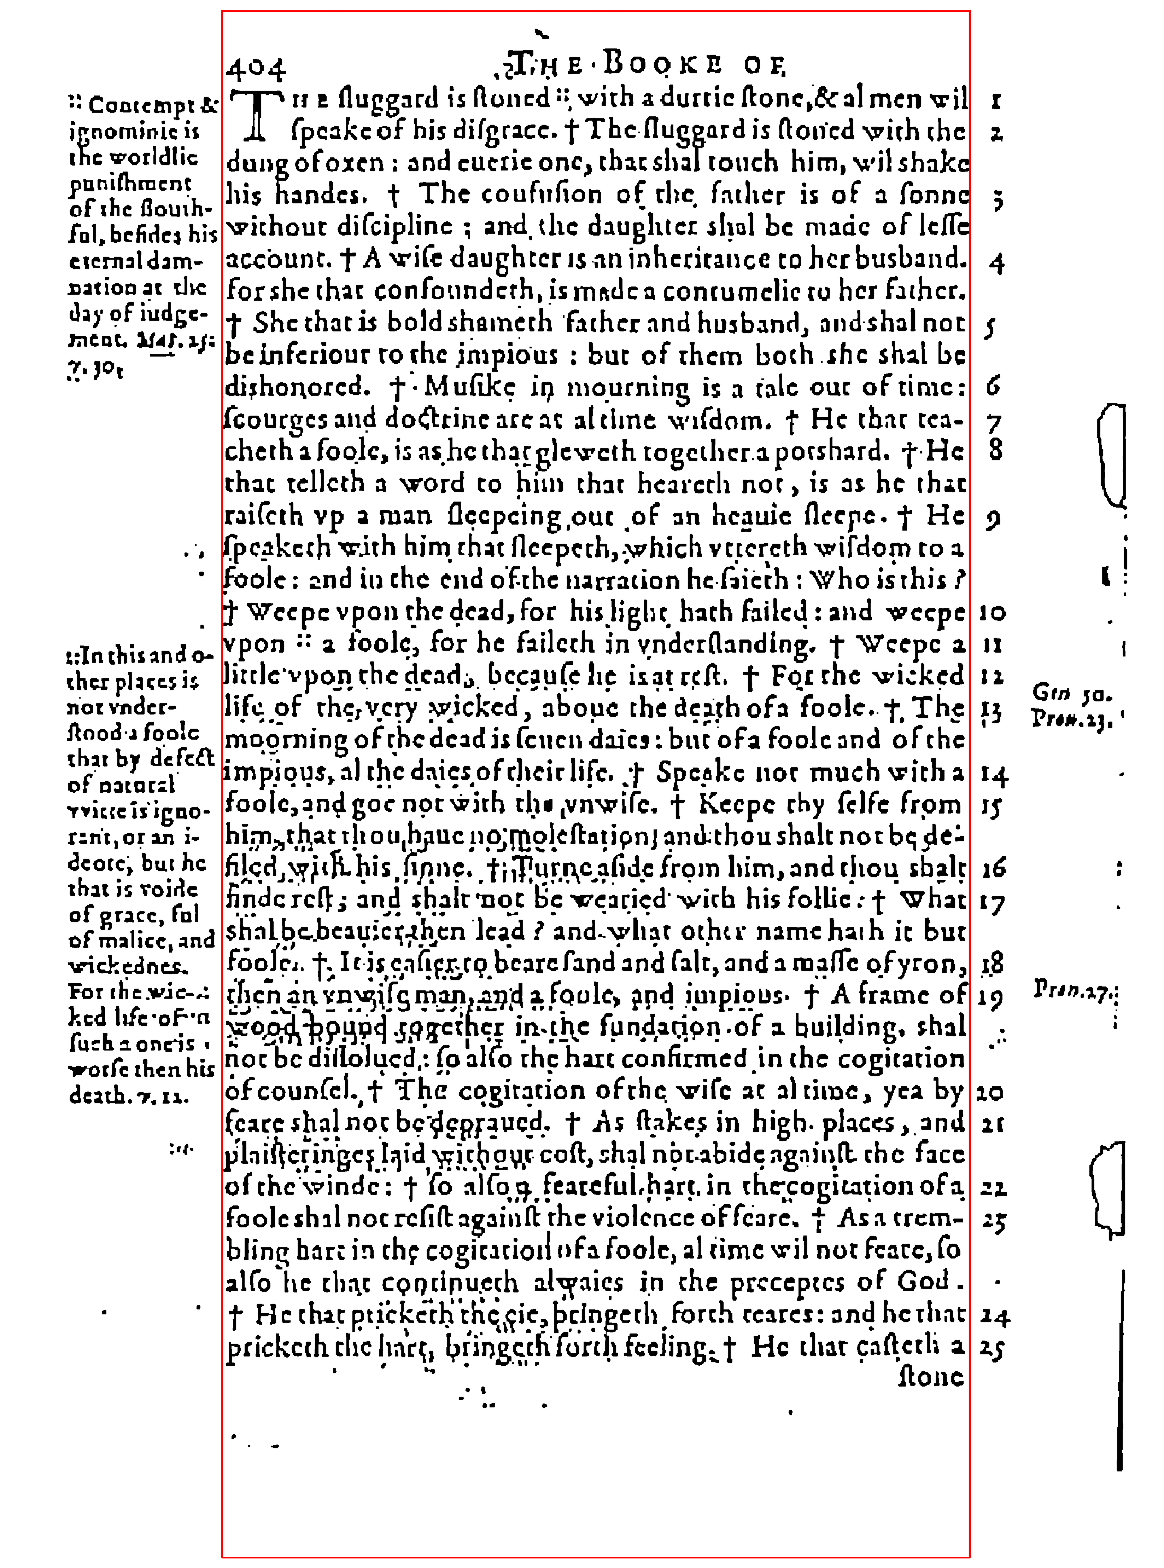 404 THE BOOKE OF
THE ſluggard is ſtoned :: with a durtie ſtone, & al men wil 1
ſpeake of his diſgrace. † The ſluggard is ſtoned with the 2
dung of oxen : and euerie one, that shal touch him, wil shake
his handes. † The confuſion of the father is of a ſonne 3
without diſcipline ; and the daughter shal be made of leſſe
account. † A wiſe daughter is an inheritance to her husband. 4
for she that confoundeth, is made a contumelie to her father.
† She that is bold shameth father and husband, and shal not 5
be inferiour to the impious : but of them both she shal be
dishonored. † Muſike in mourning is a tale out of time: 6
ſcourges and doctrine are at al time wiſdom. † He that tea- 7
cheth a foole, is as he that gleweth together a potshard. † He 8
that telleth a word to him that heareth not, is as he that
raiſeth vp a man ſleepeing out of an heauie ſleepe. † He 9
ſpeaketh with him that ſleepeth, which vttereth wiſdom to a
foole: and in the end of the narration he ſaieth: Who is this ?
† Weepe vpon the dead, for his light hath failed: and weepe 10
vpon :: a foole, for he faileth in vnderſtanding. † Weepe a 11
little vpon the dead, becauſe he is at reſt. † For the wicked 12
life of the very wicked, aboue the death of a foole. † The 13
moorning of the dead is ſeuen daies: but of a foole and of the
impious, al the daies of their life. † Speake not much with a 14
foole, and goe not with the vnwiſe. † Keepe thy ſelfe from 15
him, that thou haue no moleſtation, and thou shalt not be de-
filed with his ſinne. † Turne aſide from him, and thou shalt 16
finde reſt, and shalt not be wearied with his follie: † What 17
shal be heauier then lead ? and what other name hath it but
foole. † It is eaſier to beare ſand and ſalt, and a maſſe of yron, 18
then an vnwiſe man, and a foole, and impious. † A frame of 19
wood bound together in the fundation of a building, shal
not be diſſolued: ſo alſo the hart confirmed in the cogitation
of counſel. † The cogitation of the wiſe at al time, yea by 20
feare shal not be depraued. † As ſtakes in high places, and 21
plaiſteringes laid without coſt, shal not abide againſt the face
of the winde: † ſo alſo a feareful hart in the cogitation of a 22
foole shal not reſiſt againſt the violence of feare. † As a trem- 23
bling hart in the cogitation of a foole, al time wil not feare, ſo
alſo he that continueth alwaies in the preceptes of God.
† He that pricketh the eie, bringeth forth teares: and he that 24
pricketh the hart, bringeth forth feeling. † He that caſteth a 25
ſtone
:: Contempt &
ignominie is
the worldlie
puniſhment
of the ſlouth-
ful, beſides his
eternal dam-
nation at the
day of iudge-
ment. Mat. 25:
v. 30.
:: In this and o-
ther places is
not vnder-
ſtood a foole
that by defect
of natural
vvitte is igno-
rant, or an i-
deote, but he
that is voide
of grace, ful
of malice, and
wickednes.
For the wic-
ked life of
ſuch a one is
worſe then his
death. v. 12.
Gen 50.
Prou. 23.
Prou. 27.